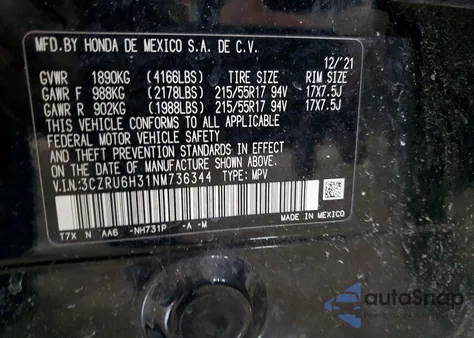 MFD.BY HONDA DE MEXICO S.A. DE C.V.
12/'21
GVWR 1890KG (4166LBS) TIRE SIZE RIM SIZE
GAWR F 988KG (2178LBS) 215/55R17 94V 17X7.5J
GAWR R 902KG (1988LBS) 215/55R17 94V 17X7.5J
THIS VEHICLE CONFORMS TO ALL APPLICABLE
FEDERAL MOTOR VEHICLE SAFETY
AND THEFT PREVENTION STANDARDS IN EFFECT
ON THE DATE OF MANUFACTURE SHOWN ABOVE.
V.I.N.:3CZRU6H31NM736344 TYPE: MPV
MADE IN
MEXICO
T7X N AA6 -NH731P -A -M
autoSnap